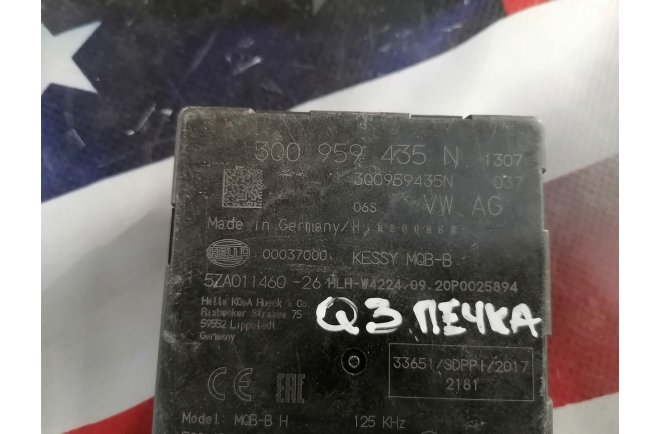 3Q0 959 435 N 1307
3Q0959435N 037
06S VW AG
Made in Germany/H
HELLA 00037000 KESSY MQB-B
5ZA011460 -26 HLH-W4224.09.20P0025894
Hella KGaA Hueck & Co.
Rixbecker Strasse 75
59552 Lippstadt
Germany
Q3 ПЕЧКА
33651/SDPPI/2017
2181
CE EAC
Model: MQB-B H 125 KHz